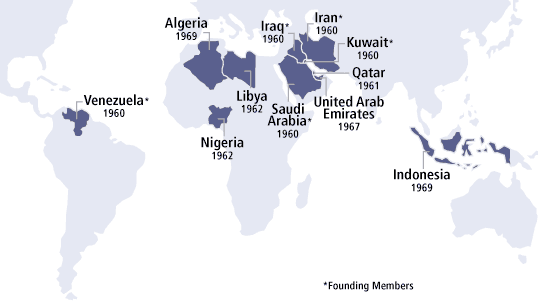 Algeria
1969
Iraq*
1960
Iran*
1960
Kuwait*
1960
Qatar
1961
Venezuela*
1960
Libya
1962
Saudi
Arabia*
1960
United Arab
Emirates
1967
Nigeria
1962
Indonesia
1969
*Founding Members